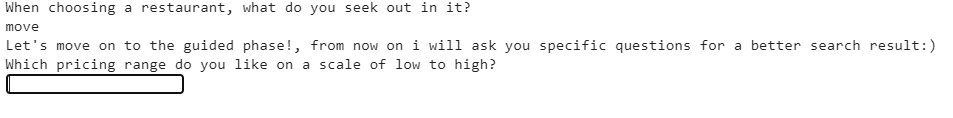 When choosing a restaurant, what do you seek out in it?
move
Let's move on to the guided phase!, from now on i will ask you specific questions for a better search result:)
Which pricing range do you like on a scale of low to high?